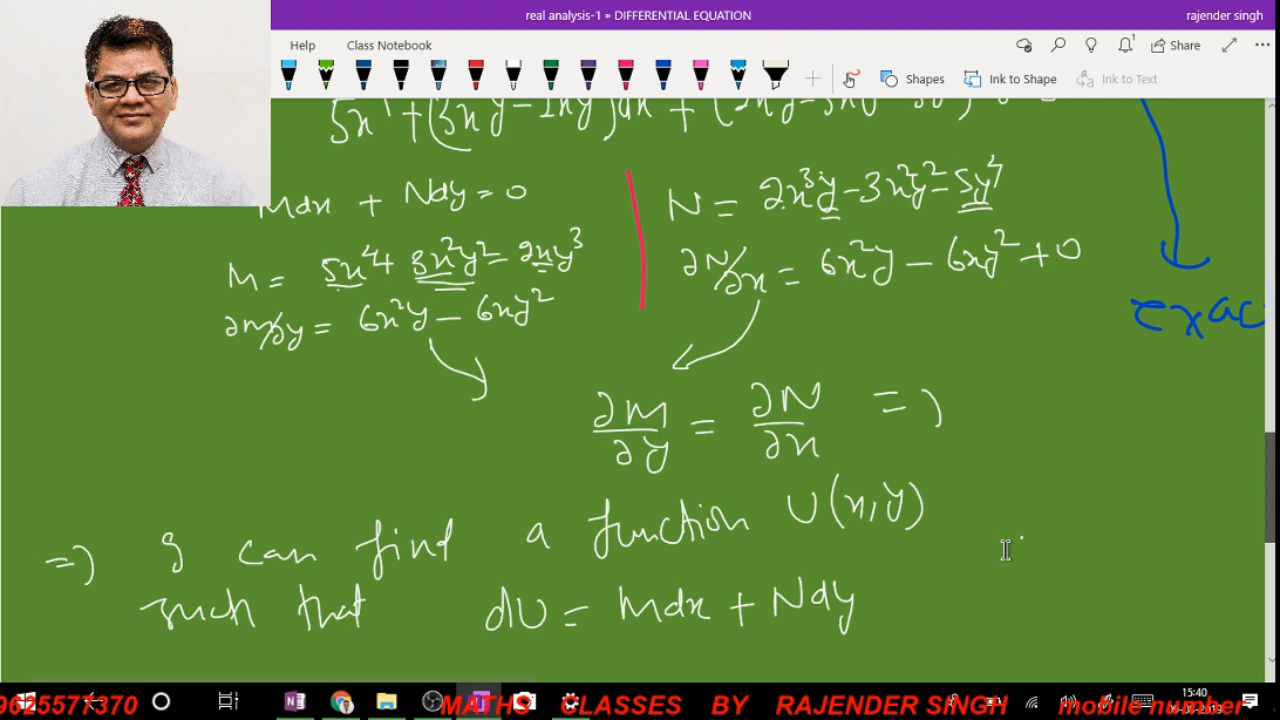 real analysis-1 » DIFFERENTIAL EQUATION
rajender singh
Help Class Notebook
Share
Shapes Ink to Shape Ink to Text
Mdx + Ndy = 0
M = 5x⁴ + 3x²y² - 2xy³
∂M/∂y = 6x²y - 6xy²
N = 2x³y - 3x²y² - 5y⁴
∂N/∂x = 6x²y - 6xy² + 0
exac
∂M/∂y = ∂N/∂x =>
=> I can find a function U(x,y)
such that dU = Mdx + Ndy
15:40
9625577370 MATHS CLASSES BY RAJENDER SINGH mobile number